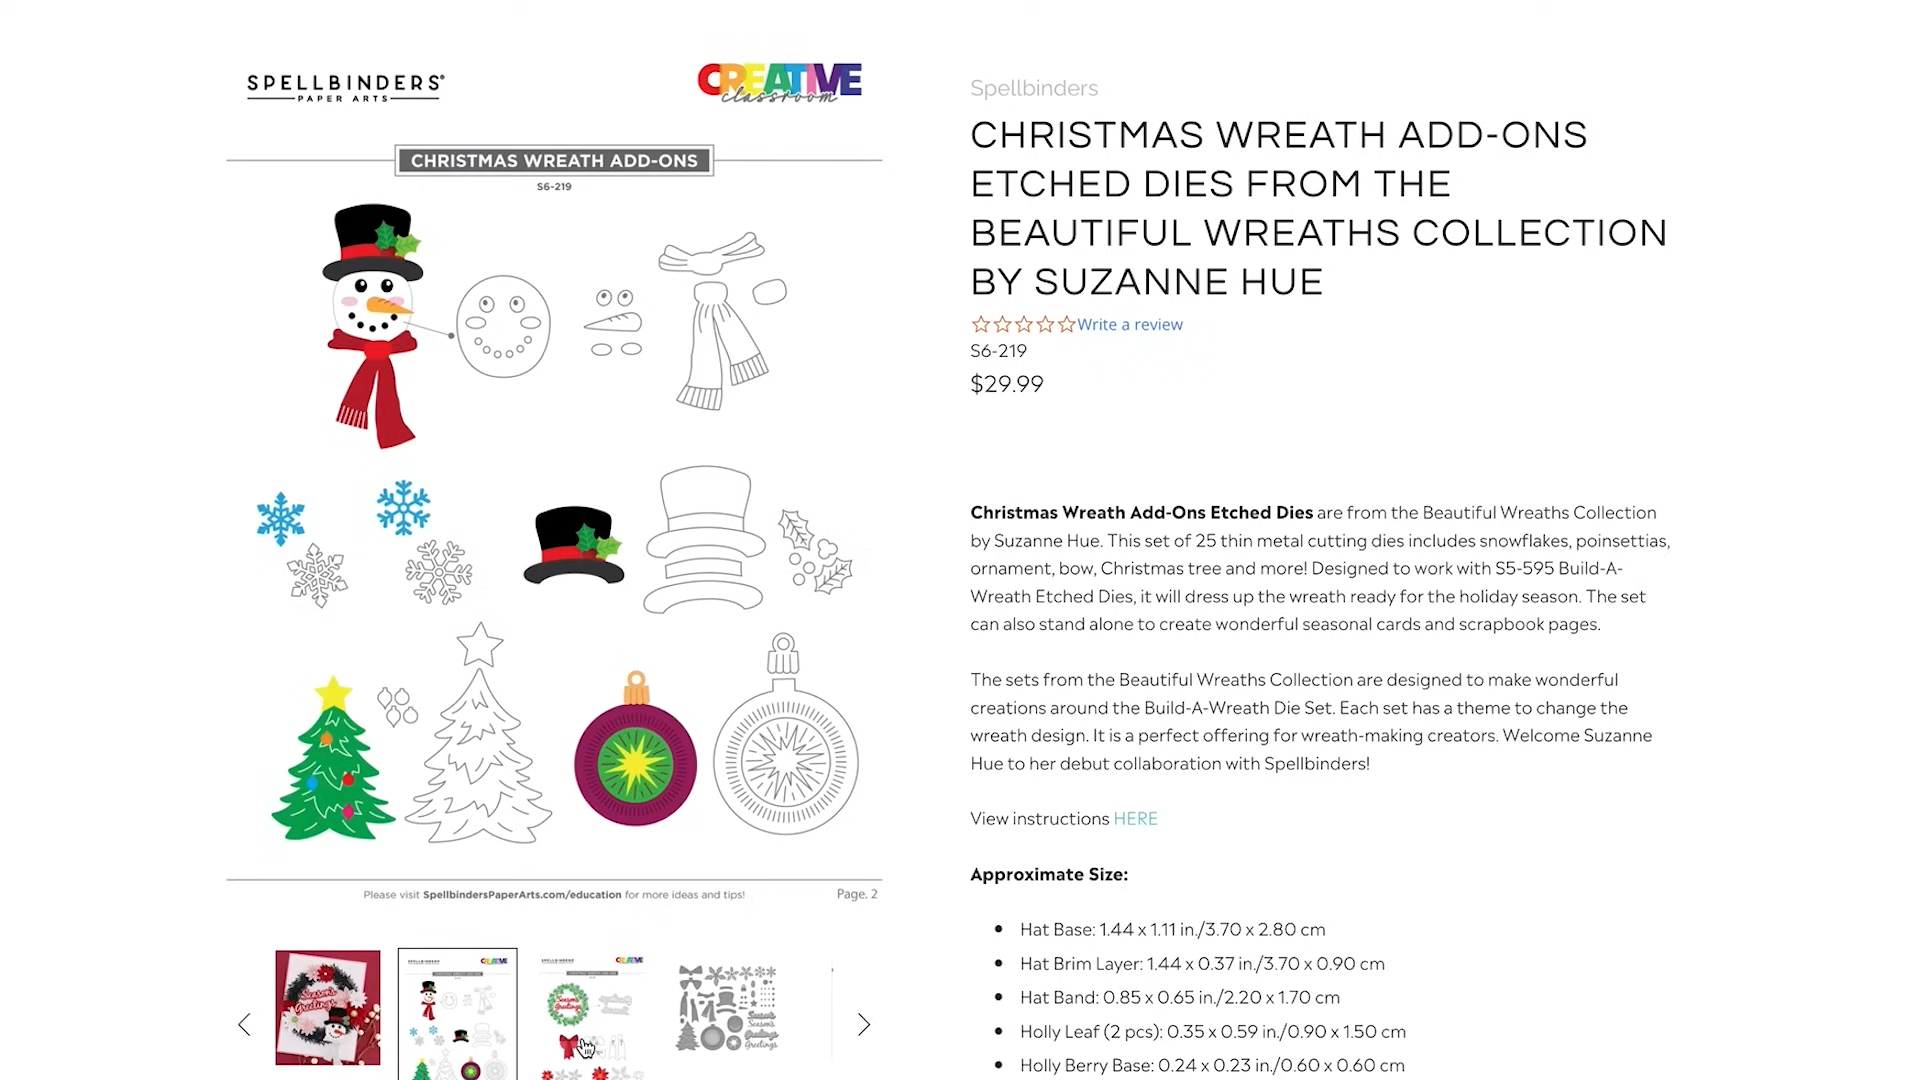 SPELLBINDERS®
PAPER ARTS
CREATIVE
classroom
CHRISTMAS WREATH ADD-ONS
S6-219
Please visit SpellbindersPaperArts.com/education for more ideas and tips!
Page. 2
Season's
Greetings
Season's
Greetings
Season's
Season's
Greetings
Greetings
Spellbinders
CHRISTMAS WREATH ADD-ONS
ETCHED DIES FROM THE
BEAUTIFUL WREATHS COLLECTION
BY SUZANNE HUE
Write a review
S6-219
$29.99
Christmas Wreath Add-Ons Etched Dies are from the Beautiful Wreaths Collection
by Suzanne Hue. This set of 25 thin metal cutting dies includes snowflakes, poinsettias,
ornament, bow, Christmas tree and more! Designed to work with S5-595 Build-A-
Wreath Etched Dies, it will dress up the wreath ready for the holiday season. The set
can also stand alone to create wonderful seasonal cards and scrapbook pages.
The sets from the Beautiful Wreaths Collection are designed to make wonderful
creations around the Build-A-Wreath Die Set. Each set has a theme to change the
wreath design. It is a perfect offering for wreath-making creators. Welcome Suzanne
Hue to her debut collaboration with Spellbinders!
View instructions HERE
Approximate Size:
Hat Base: 1.44 x 1.11 in./3.70 x 2.80 cm
Hat Brim Layer: 1.44 x 0.37 in./3.70 x 0.90 cm
Hat Band: 0.85 x 0.65 in./2.20 x 1.70 cm
Holly Leaf (2 pcs): 0.35 x 0.59 in./0.90 x 1.50 cm
Holly Berry Base: 0.24 x 0.23 in./0.60 x 0.60 cm